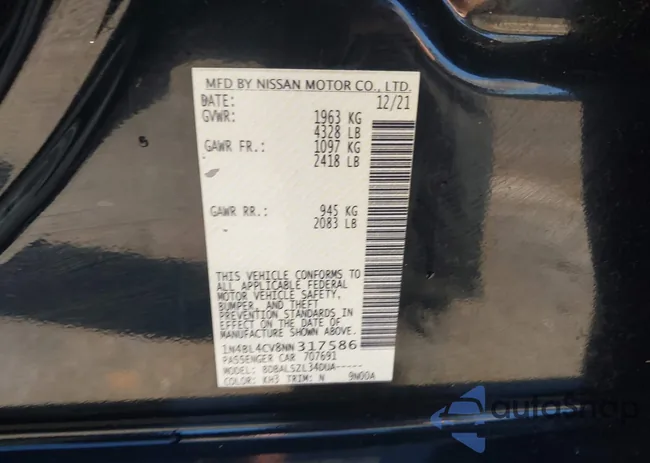 MFD BY NISSAN MOTOR CO., LTD.
DATE: 12/21
GVWR: 1963 KG
4328 LB
GAWR FR.: 1097 KG
2418 LB
GAWR RR.: 945 KG
2083 LB
THIS VEHICLE CONFORMS TO
ALL APPLICABLE FEDERAL
MOTOR VEHICLE SAFETY,
BUMPER, AND THEFT
PREVENTION STANDARDS IN
EFFECT ON THE DATE OF
MANUFACTURE SHOWN ABOVE.
1N4BL4CV8NN317586
PASSENGER CAR 707691
MODEL: BDBALSZL34DUA-----
COLOR: KH3 TRIM: N 9N00A
autoShop